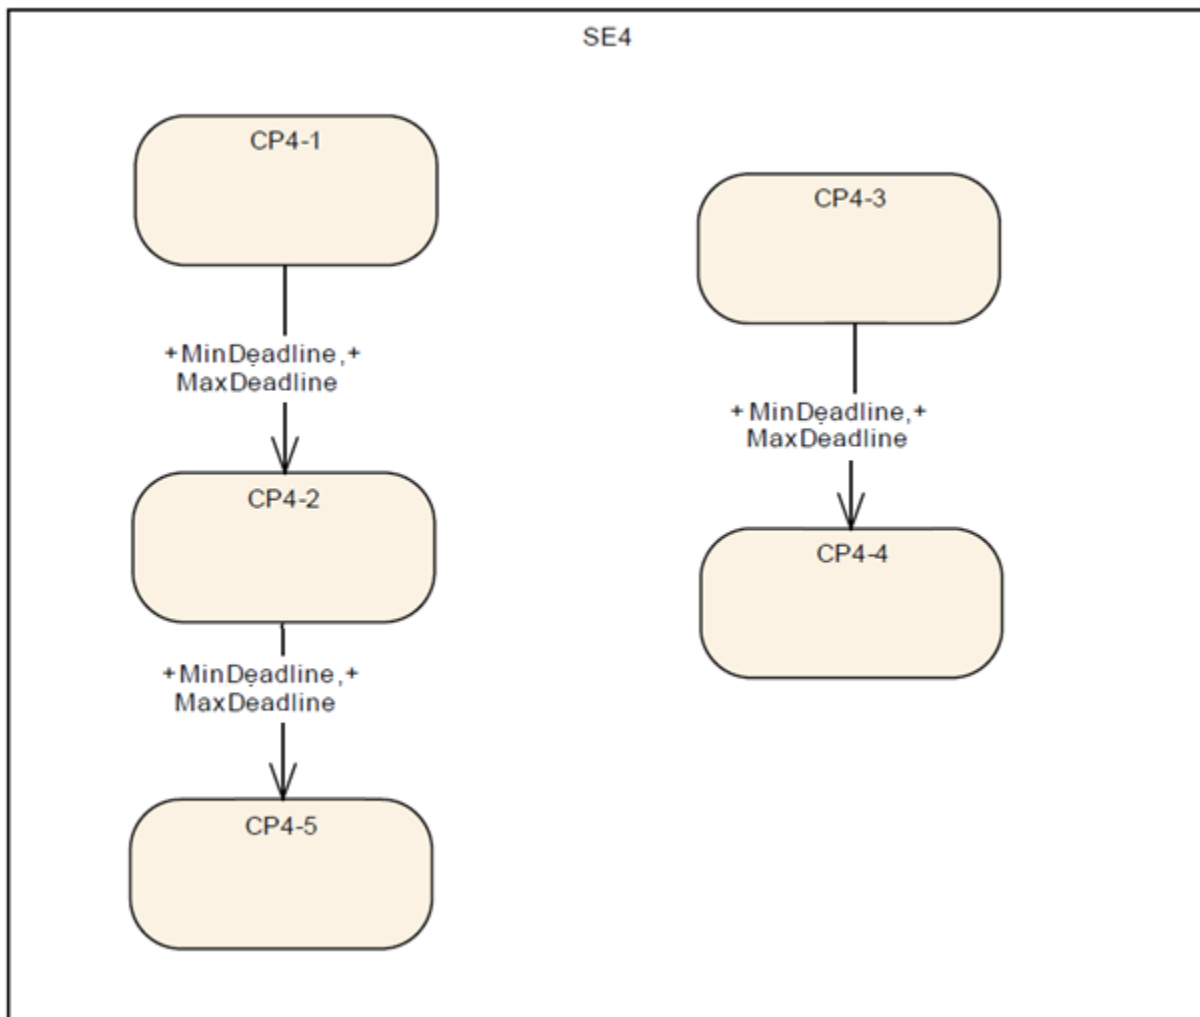 SE4
CP4-1
+MinDeadline,+
MaxDeadline
CP4-2
+MinDeadline,+
MaxDeadline
CP4-5
CP4-3
+MinDeadline,+
MaxDeadline
CP4-4